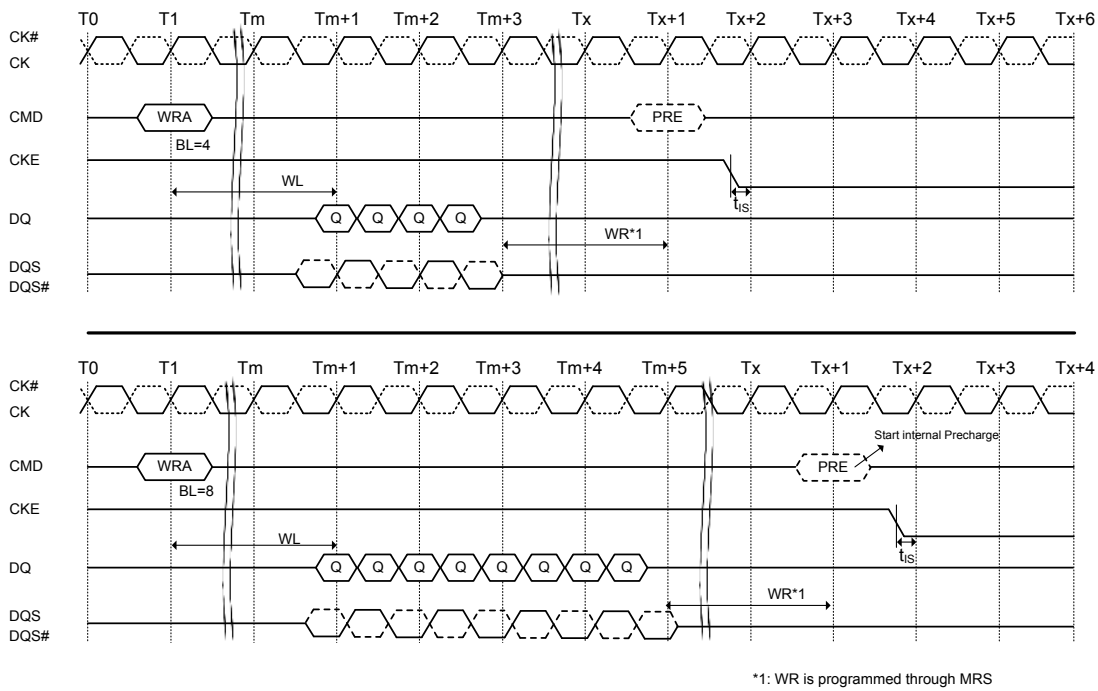 T0 T1 Tm Tm+1 Tm+2 Tm+3 Tx Tx+1 Tx+2 Tx+3 Tx+4 Tx+5 Tx+6
CK#
CK
CMD WRA PRE
BL=4
CKE
WL tIS
DQ Q Q Q Q
WR*1
DQS
DQS#
T0 T1 Tm Tm+1 Tm+2 Tm+3 Tm+4 Tm+5 Tx Tx+1 Tx+2 Tx+3 Tx+4
CK#
CK
Start internal Precharge
CMD WRA PRE
BL=8
CKE
WL tIS
DQ Q Q Q Q Q Q Q Q
WR*1
DQS
DQS#
*1: WR is programmed through MRS